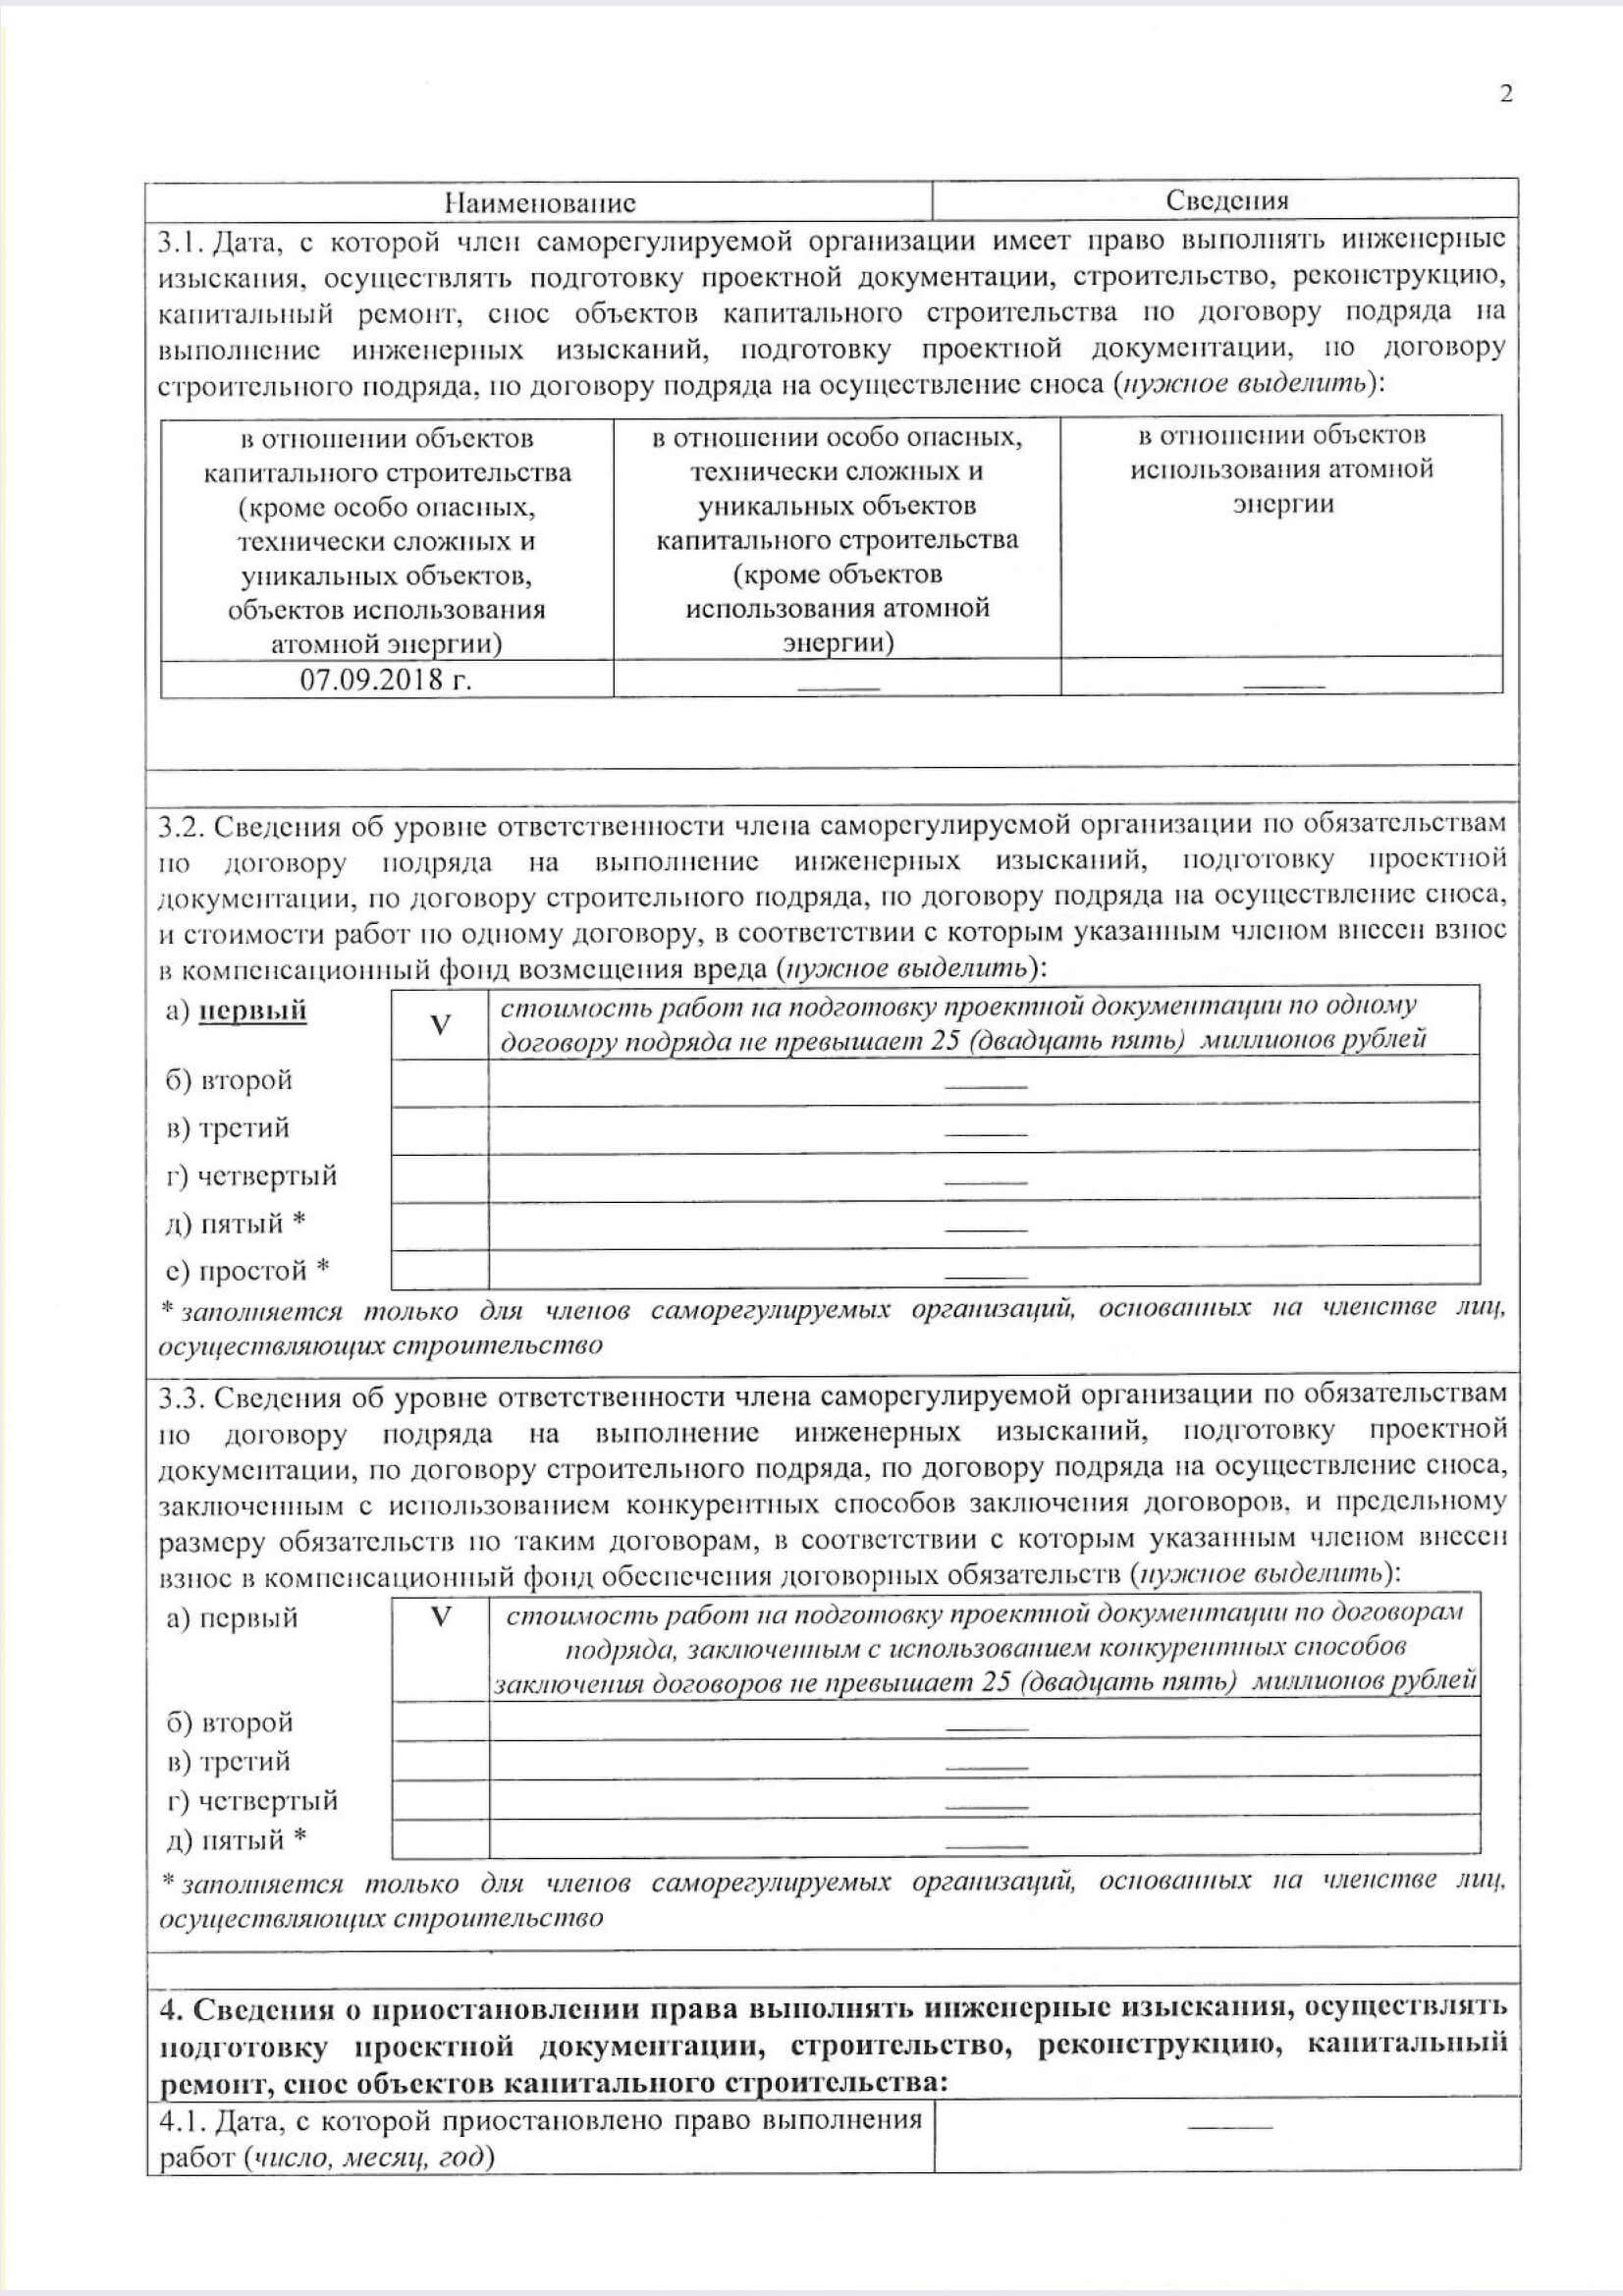 2
Наименование
Сведения
3.1. Дата, с которой член саморегулируемой организации имеет право выполнять инженерные
изыскания, осуществлять подготовку проектной документации, строительство, реконструкцию,
капитальный ремонт, снос объектов капитального строительства по договору подряда на
выполнение инженерных изысканий, подготовку проектной документации, по договору
строительного подряда, по договору подряда на осуществление сноса (нужное выделить):
в отношении объектов
капитального строительства
(кроме особо опасных,
технически сложных и
уникальных объектов,
объектов использования
атомной энергии)
в отношении особо опасных,
технически сложных и
уникальных объектов
капитального строительства
(кроме объектов
использования атомной
энергии)
в отношении объектов
использования атомной
энергии
07.09.2018 г.
3.2. Сведения об уровне ответственности члена саморегулируемой организации по обязательствам
по договору подряда на выполнение инженерных изысканий, подготовку проектной
документации, по договору строительного подряда, по договору подряда на осуществление сноса,
и стоимости работ по одному договору, в соответствии с которым указанным членом внесен взнос
в компенсационный фонд возмещения вреда (нужное выделить):
а) первый
V
стоимость работ на подготовку проектной документации по одному
договору подряда не превышает 25 (двадцать пять) миллионов рублей
б) второй
в) третий
г) четвертый
д) пятый *
е) простой *
* заполняется только для членов саморегулируемых организаций, основанных на членстве лиц,
осуществляющих строительство
3.3. Сведения об уровне ответственности члена саморегулируемой организации по обязательствам
по договору подряда на выполнение инженерных изысканий, подготовку проектной
документации, по договору строительного подряда, по договору подряда на осуществление сноса,
заключенным с использованием конкурентных способов заключения договоров, и предельному
размеру обязательств по таким договорам, в соответствии с которым указанным членом внесен
взнос в компенсационный фонд обеспечения договорных обязательств (нужное выделить):
а) первый
V
стоимость работ на подготовку проектной документации по договорам
подряда, заключенным с использованием конкурентных способов
заключения договоров не превышает 25 (двадцать пять) миллионов рублей
б) второй
в) третий
г) четвертый
д) пятый *
* заполняется только для членов саморегулируемых организаций, основанных на членстве лиц,
осуществляющих строительство
4. Сведения о приостановлении права выполнять инженерные изыскания, осуществлять
подготовку проектной документации, строительство, реконструкцию, капитальный
ремонт, снос объектов капитального строительства:
4.1. Дата, с которой приостановлено право выполнения
работ (число, месяц, год)